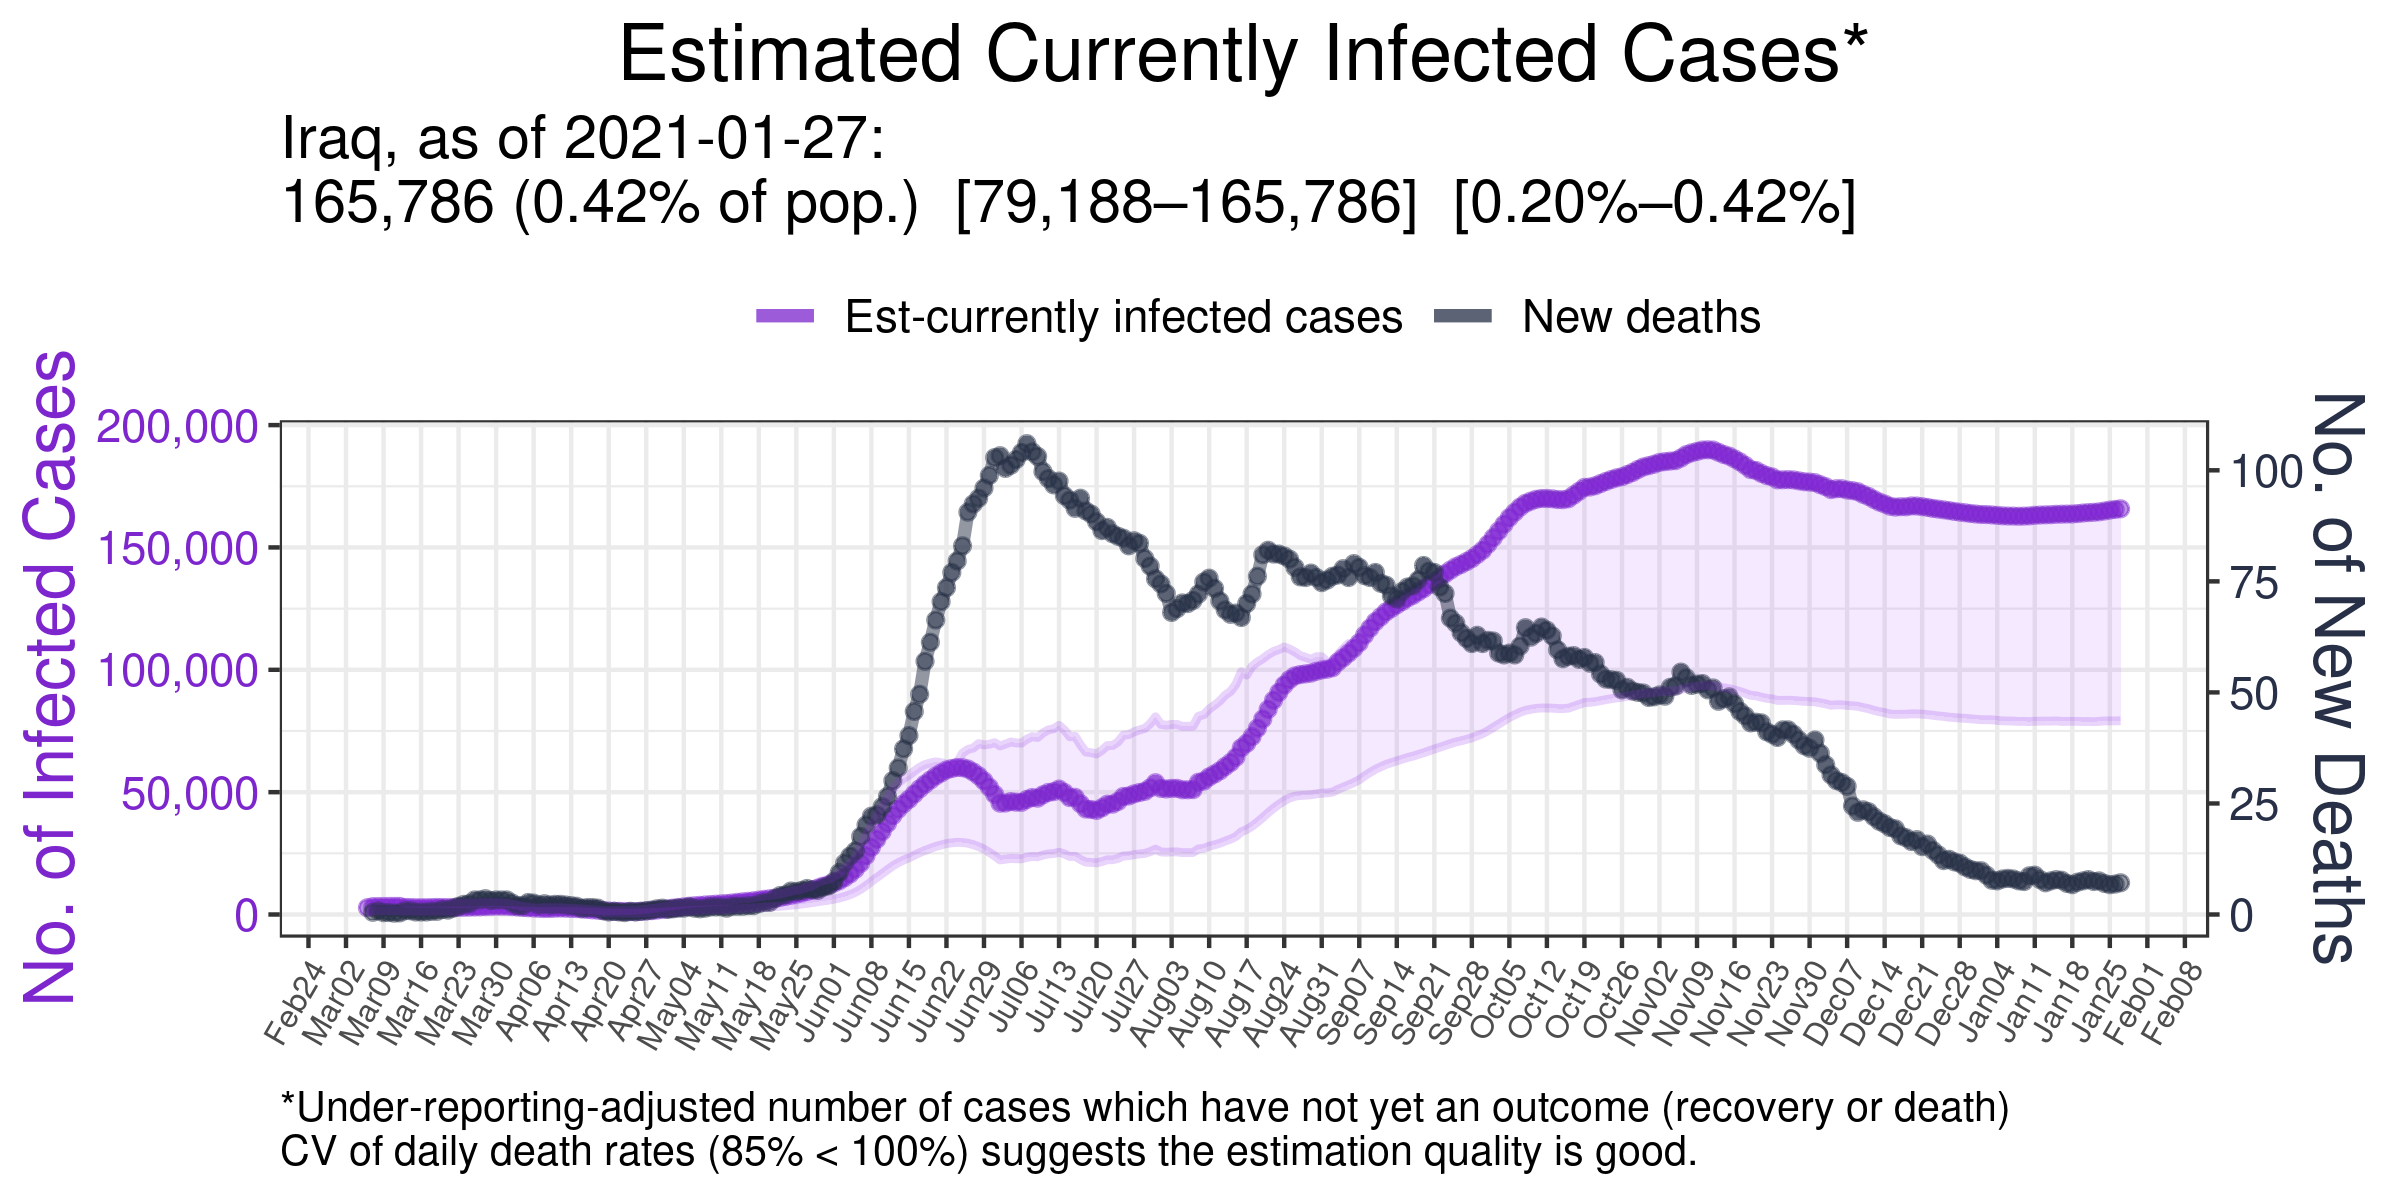 Estimated Currently Infected Cases*
Iraq, as of 2021-01-27:
165,786 (0.42% of pop.)  [79,188–165,786]  [0.20%–0.42%]
Est-currently infected cases
New deaths
No. of Infected Cases
200,000
150,000
100,000
50,000
0
No. of New Deaths
100
75
50
25
0
Feb24
Mar02
Mar09
Mar16
Mar23
Mar30
Apr06
Apr13
Apr20
Apr27
May04
May11
May18
May25
Jun01
Jun08
Jun15
Jun22
Jun29
Jul06
Jul13
Jul20
Jul27
Aug03
Aug10
Aug17
Aug24
Aug31
Sep07
Sep14
Sep21
Sep28
Oct05
Oct12
Oct19
Oct26
Nov02
Nov09
Nov16
Nov23
Nov30
Dec07
Dec14
Dec21
Dec28
Jan04
Jan11
Jan18
Jan25
Feb01
Feb08
*Under-reporting-adjusted number of cases which have not yet an outcome (recovery or death)
CV of daily death rates (85% < 100%) suggests the estimation quality is good.